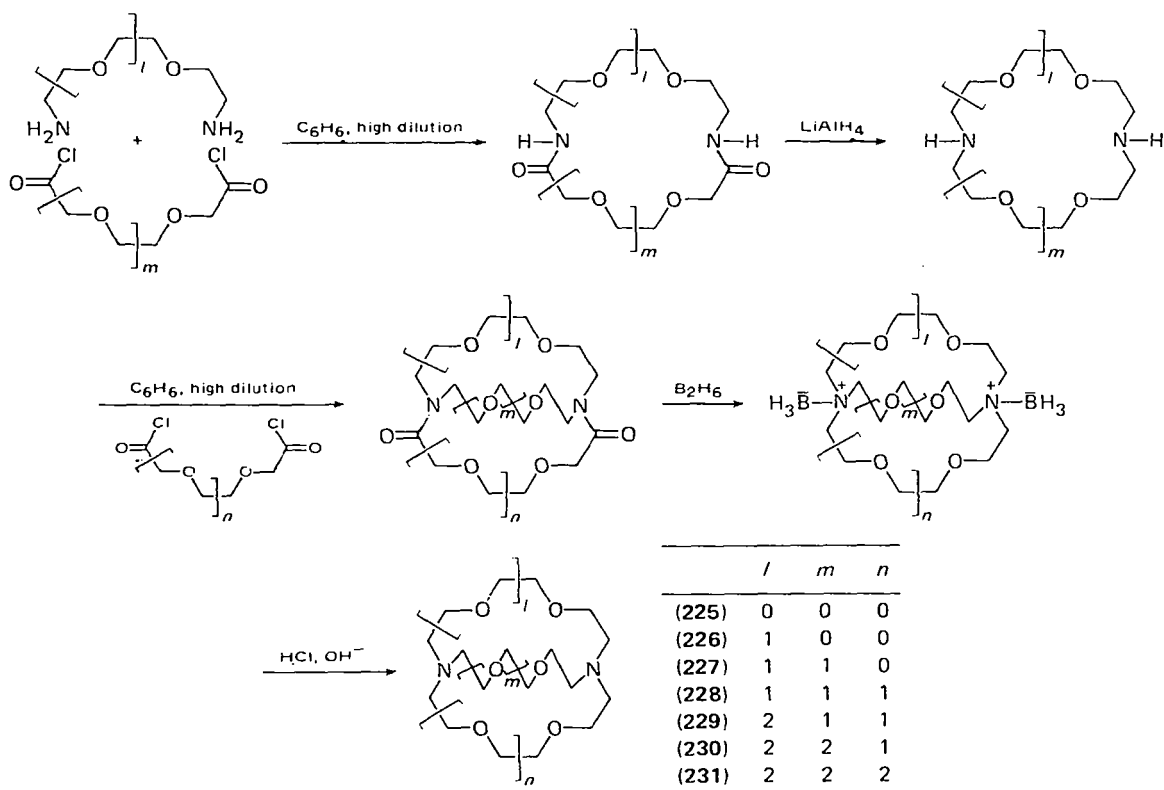 O O l
H₂N NH₂
+
Cl Cl
O O
O O m
C₆H₆, high dilution
O O l
H—N N—H
O O
O O m
LiAlH₄
O O l
H—N N—H
O O m
C₆H₆, high dilution
Cl Cl
O O
O O n
O O l
N O O N
m
O O
O O n
B₂H₆
O O l
H₃B̄—N⁺ O O N⁺—B̄H₃
m
O O n
HCl, OH⁻
O O l
N O O N
m
O O n
l m n
(225) 0 0 0
(226) 1 0 0
(227) 1 1 0
(228) 1 1 1
(229) 2 1 1
(230) 2 2 1
(231) 2 2 2